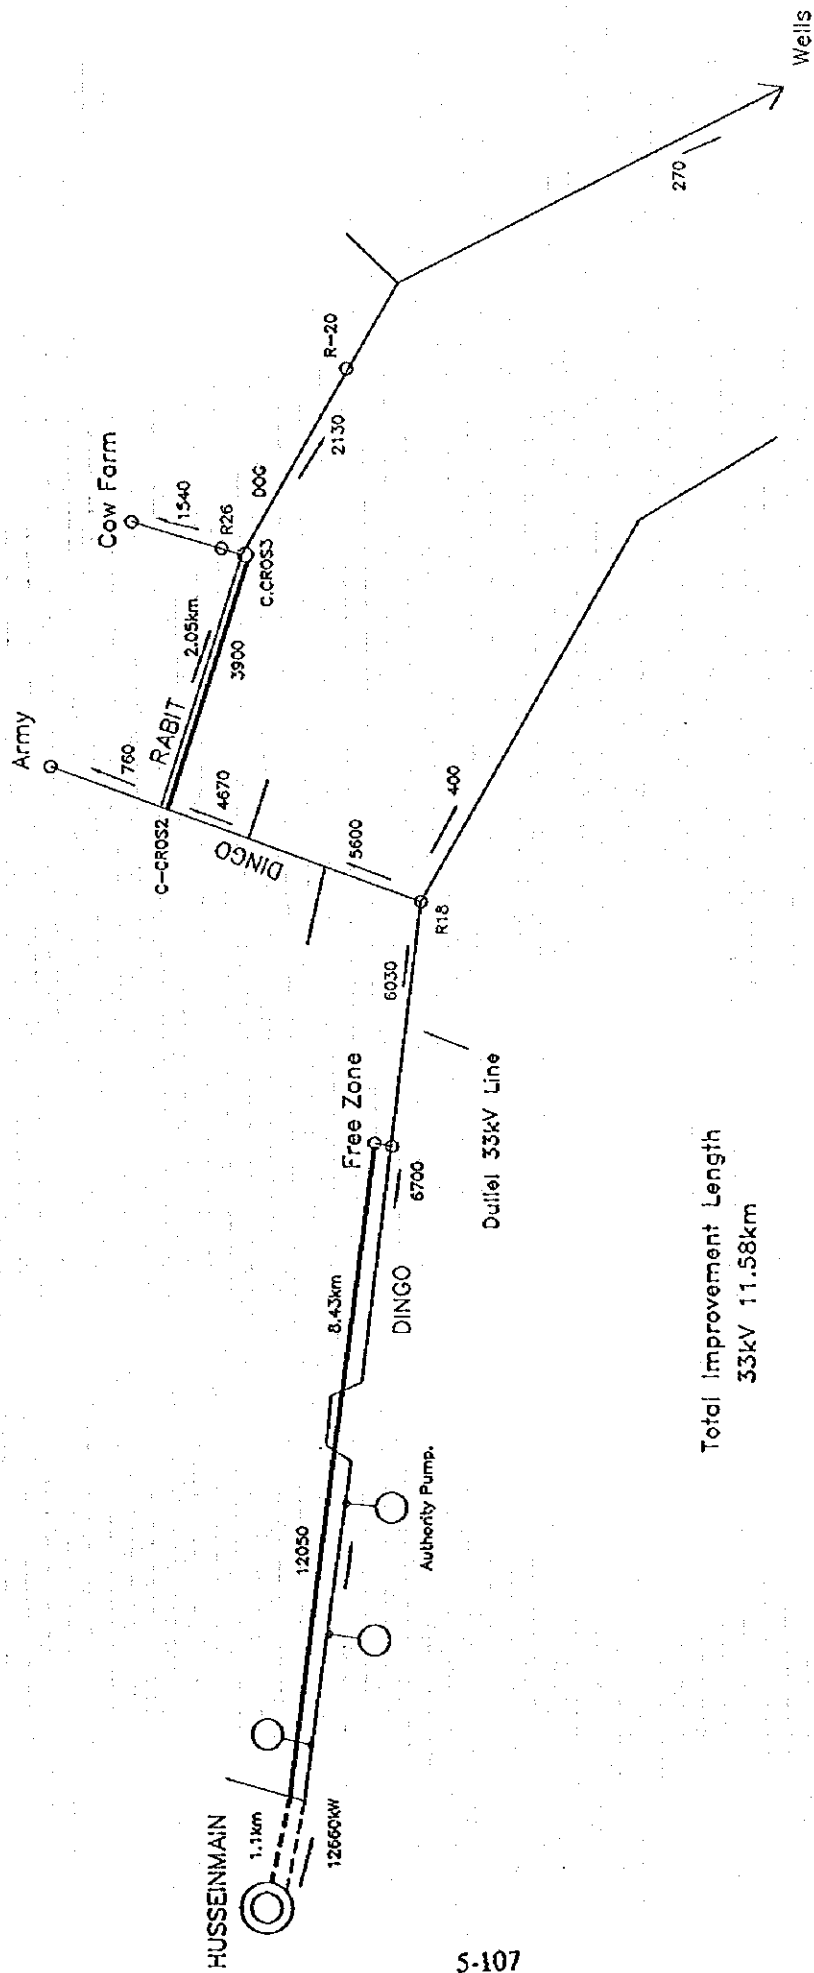 HUSSEINMAIN
1.1km
12660kW
12050
Authority Pump.
8.43km
DINGO
6700
Free Zone
Dullel 33kV Line
6030
R18
400
5600
DINGO
4670
C-CROS2
760
Army
RABIT
2.05km
3900
C.CROS3
R26
1540
Cow Farm
DOG
2130
R-20
270
Wells
Total Improvement Length
33kV 11.58km
5-107